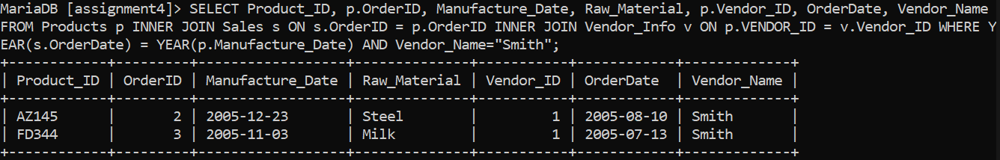 MariaDB [assignment4]> SELECT Product_ID, p.OrderID, Manufacture_Date, Raw_Material, p.Vendor_ID, OrderDate, Vendor_Name
FROM Products p INNER JOIN Sales s ON s.OrderID = p.OrderID INNER JOIN Vendor_Info v ON p.VENDOR_ID = v.Vendor_ID WHERE Y
EAR(s.OrderDate) = YEAR(p.Manufacture_Date) AND Vendor_Name="Smith";
+------------+---------+------------------+--------------+-----------+------------+-------------+
| Product_ID | OrderID | Manufacture_Date | Raw_Material | Vendor_ID | OrderDate  | Vendor_Name |
+------------+---------+------------------+--------------+-----------+------------+-------------+
| AZ145      |       2 | 2005-12-23       | Steel        |         1 | 2005-08-10 | Smith       |
| FD344      |       3 | 2005-11-03       | Milk         |         1 | 2005-07-13 | Smith       |
+------------+---------+------------------+--------------+-----------+------------+-------------+